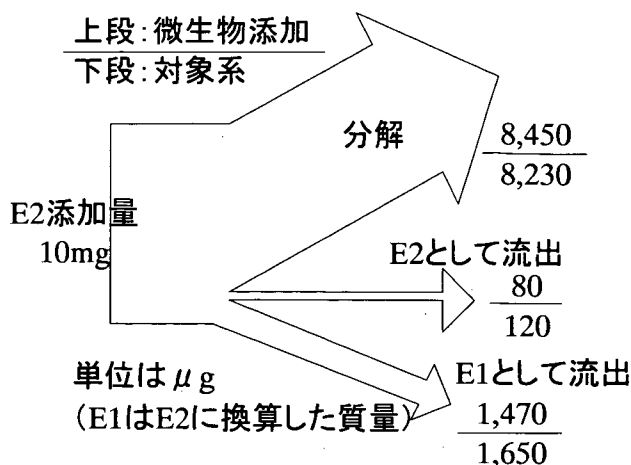 上段：微生物添加
下段：対象系
分解
8,450
8,230
E2添加量
10mg
E2として流出
80
120
単位はμg
（E1はE2に換算した質量）
E1として流出
1,470
1,650